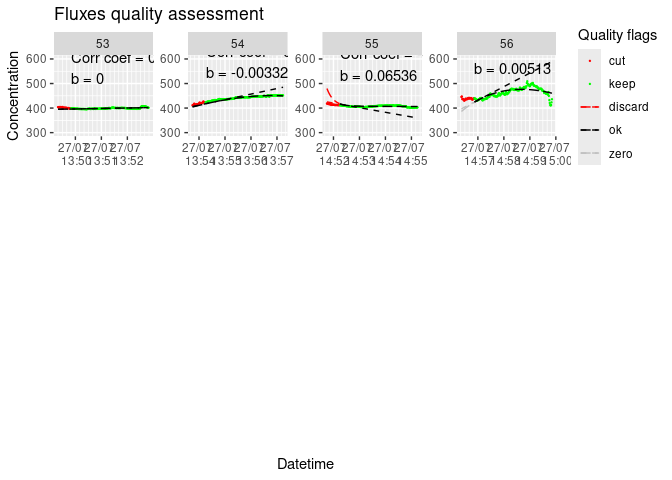 Fluxes quality assessment
53 54 55 56
Corr coef = 0
b = 0
b = -0.00332
Corr coef =
b = 0.06536
b = 0.00513
Concentration
600 500 400 300
600 500 400 300
600 500 400 300
600 500 400 300
27/07 27/07 27/07
13:50 13:51 13:52
27/07 27/07 27/07 27/07
13:54 13:55 13:56 13:57
27/07 27/07 27/07 27/07
14:52 14:53 14:54 14:55
27/07 27/07 27/07 27/07
14:57 14:58 14:59 15:00
Datetime
Quality flags
cut
keep
discard
ok
zero